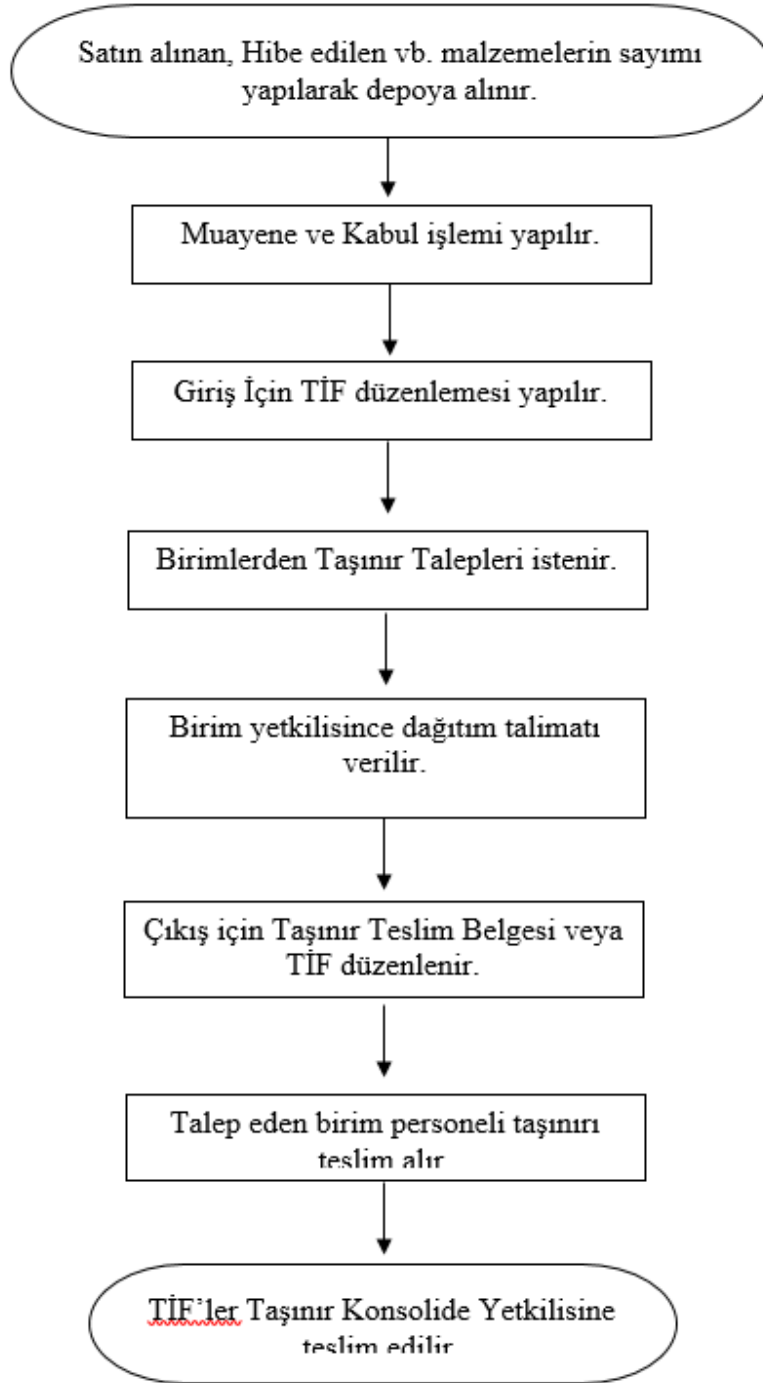 Satın alınan, Hibe edilen vb. malzemelerin sayımı
yapılarak depoya alınır.
Muayene ve Kabul işlemi yapılır.
Giriş İçin TİF düzenlemesi yapılır.
Birimlerden Taşınır Talepleri istenir.
Birim yetkilisince dağıtım talimatı
verilir.
Çıkış için Taşınır Teslim Belgesi veya
TİF düzenlenir.
Talep eden birim personeli taşınırı
teslim alır
TİF'ler Taşınır Konsolide Yetkilisine
teslim edilir